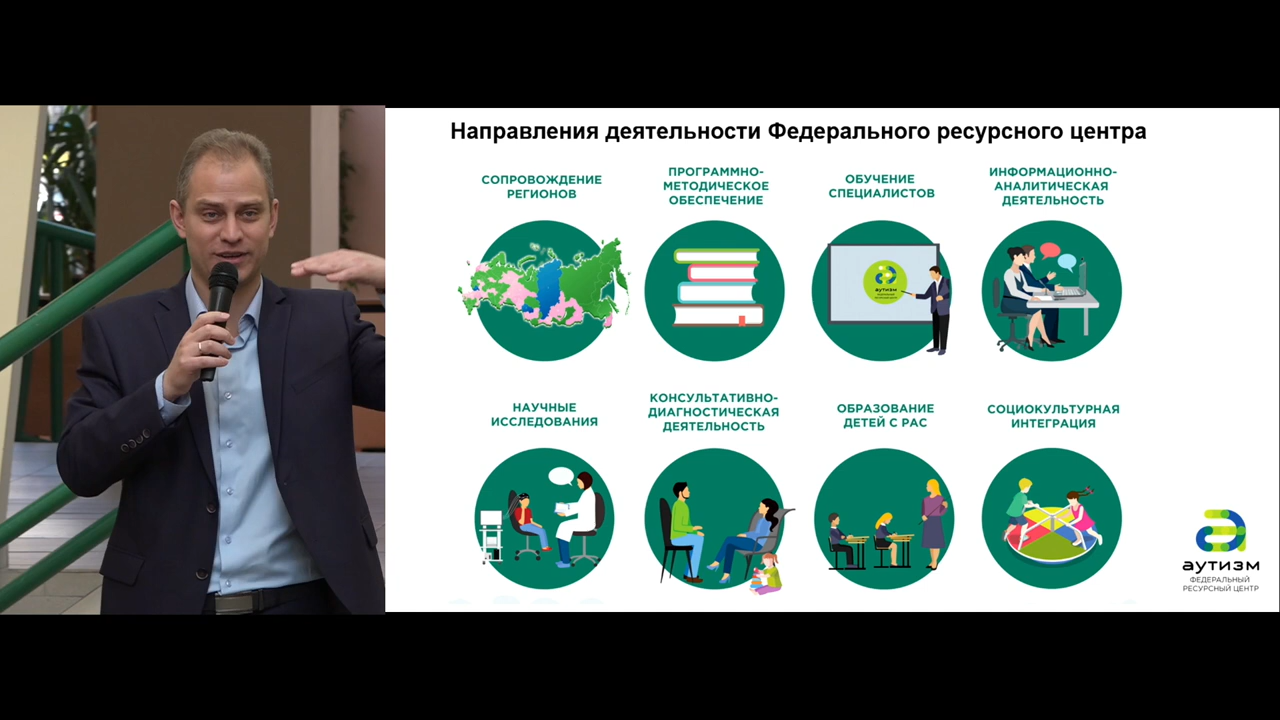 Направления деятельности Федерального ресурсного центра
СОПРОВОЖДЕНИЕ
РЕГИОНОВ
ПРОГРАММНО-
МЕТОДИЧЕСКОЕ
ОБЕСПЕЧЕНИЕ
ОБУЧЕНИЕ
СПЕЦИАЛИСТОВ
ИНФОРМАЦИОННО-
АНАЛИТИЧЕСКАЯ
ДЕЯТЕЛЬНОСТЬ
аутизм
НАУЧНЫЕ
ИССЛЕДОВАНИЯ
КОНСУЛЬТАТИВНО-
ДИАГНОСТИЧЕСКАЯ
ДЕЯТЕЛЬНОСТЬ
ОБРАЗОВАНИЕ
ДЕТЕЙ С РАС
СОЦИОКУЛЬТУРНАЯ
ИНТЕГРАЦИЯ
аутизм
ФЕДЕРАЛЬНЫЙ
РЕСУРСНЫЙ ЦЕНТР